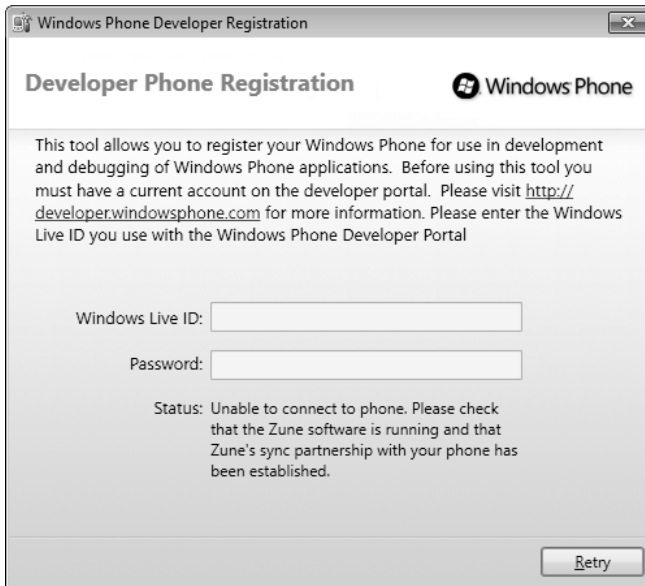 Windows Phone Developer Registration
Developer Phone Registration
Windows Phone
This tool allows you to register your Windows Phone for use in development
and debugging of Windows Phone applications.  Before using this tool you
must have a current account on the developer portal.  Please visit http://
developer.windowsphone.com for more information. Please enter the Windows
Live ID you use with the Windows Phone Developer Portal
Windows Live ID:
Password:
Status: Unable to connect to phone. Please check
that the Zune software is running and that
Zune's sync partnership with your phone has
been established.
Retry